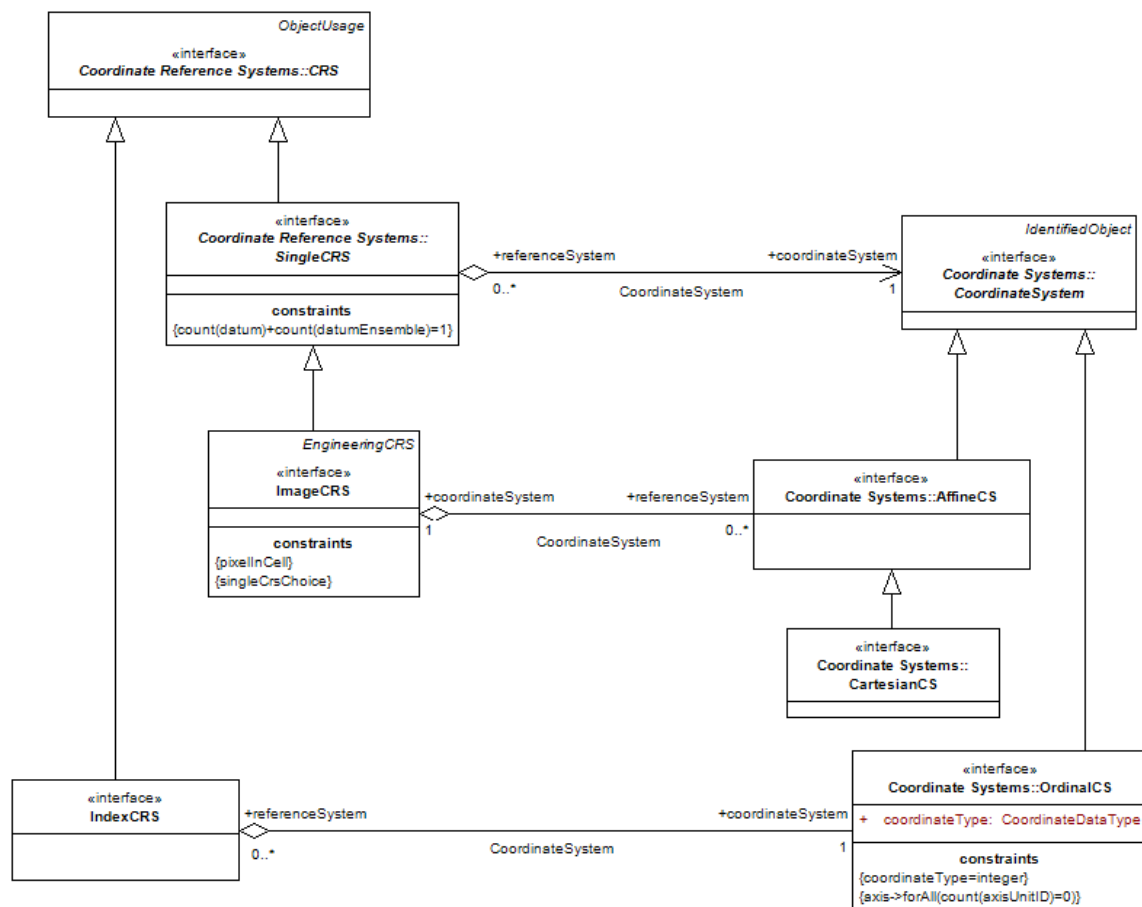 ObjectUsage
«interface»
Coordinate Reference Systems::CRS
«interface»
Coordinate Reference Systems::
SingleCRS
constraints
{count(datum)+count(datumEnsemble)=1}
+referenceSystem
+coordinateSystem
0..*
CoordinateSystem
1
IdentifiedObject
«interface»
Coordinate Systems::
CoordinateSystem
EngineeringCRS
«interface»
ImageCRS
constraints
{pixelInCell}
{singleCrsChoice}
+coordinateSystem
+referenceSystem
1
CoordinateSystem
0..*
«interface»
Coordinate Systems::AffineCS
«interface»
Coordinate Systems::
CartesianCS
«interface»
IndexCRS
+referenceSystem
+coordinateSystem
0..*
CoordinateSystem
1
«interface»
Coordinate Systems::OrdinalCS
+ coordinateType: CoordinateDataType
constraints
{coordinateType=integer}
{axis->forAll(count(axisUnitID)=0)}